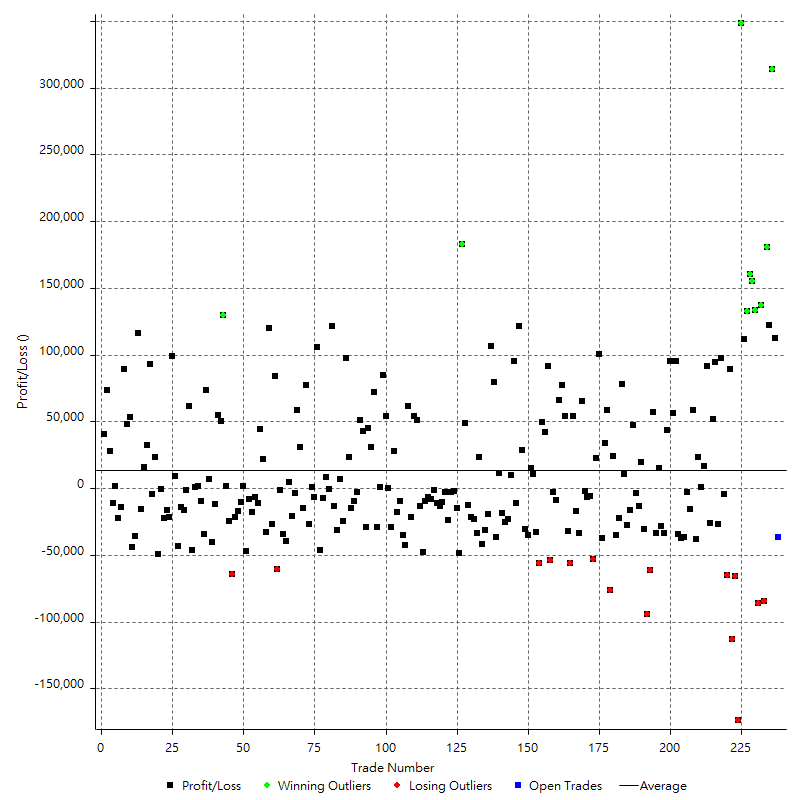 300,000
250,000
200,000
150,000
100,000
50,000
0
-50,000
-100,000
-150,000
Profit/Loss ()
0 25 50 75 100 125 150 175 200 225
Trade Number
Profit/Loss Winning Outliers Losing Outliers Open Trades Average